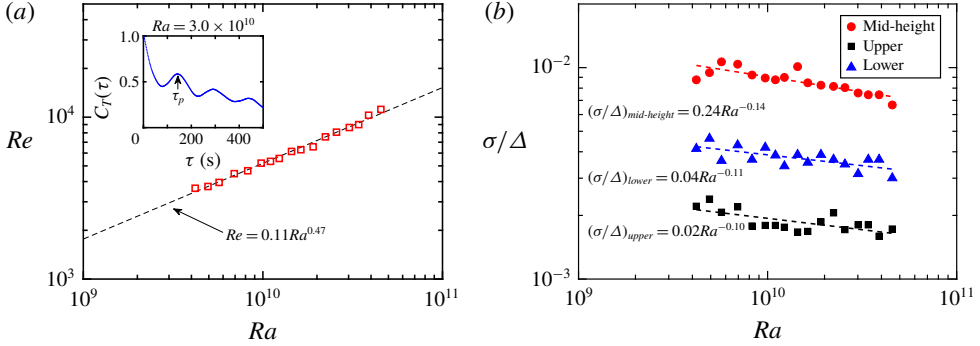 (a)
Re
10^4
10^3
10^9
10^10
10^11
Ra
Ra = 3.0 × 10^10
C_T(τ)
1.0
0.5
0
200
400
τ (s)
τ_p
Re = 0.11Ra^0.47
(b)
σ/Δ
10^−2
10^−3
10^9
10^10
10^11
Ra
Mid-height
Upper
Lower
(σ/Δ)_mid-height = 0.24Ra^−0.14
(σ/Δ)_lower = 0.04Ra^−0.11
(σ/Δ)_upper = 0.02Ra^−0.10